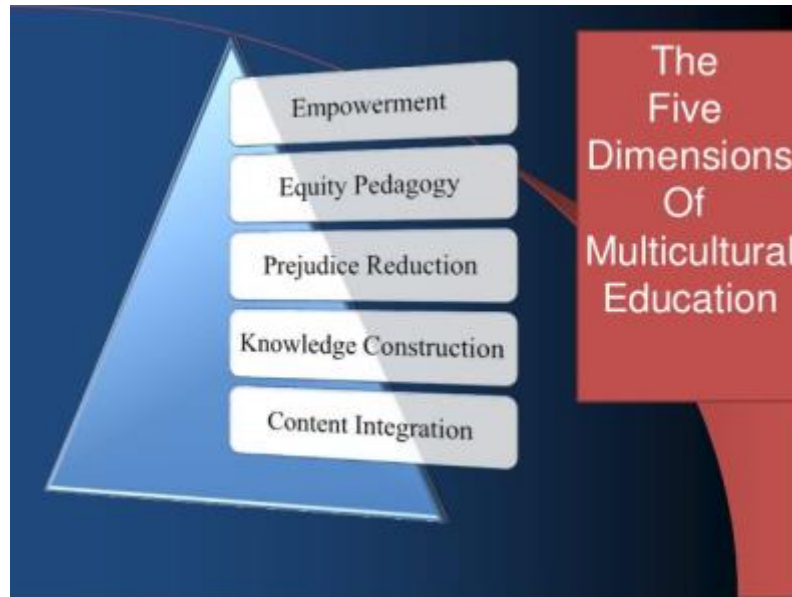 Empowerment
Equity Pedagogy
Prejudice Reduction
Knowledge Construction
Content Integration
The
Five
Dimensions
Of
Multicultural
Education